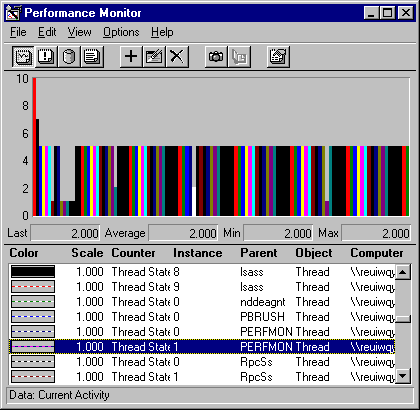 Performance Monitor
File Edit View Options Help
10
8
6
4
2
0
Last 2.000 Average 2.000 Min 2.000 Max 2.000
Color Scale Counter Instance Parent Object Computer
1.000 Thread State 8 lsass Thread \\reuiwqy
1.000 Thread State 9 lsass Thread \\reuiwqy
1.000 Thread State 0 nddeagnt Thread \\reuiwqy
1.000 Thread State 0 PBRUSH Thread \\reuiwqy
1.000 Thread State 0 PERFMON Thread \\reuiwqy
1.000 Thread State 1 PERFMON Thread \\reuiwqy
1.000 Thread State 0 RpcSs Thread \\reuiwqy
1.000 Thread State 1 RpcSs Thread \\reuiwqy
Data: Current Activity